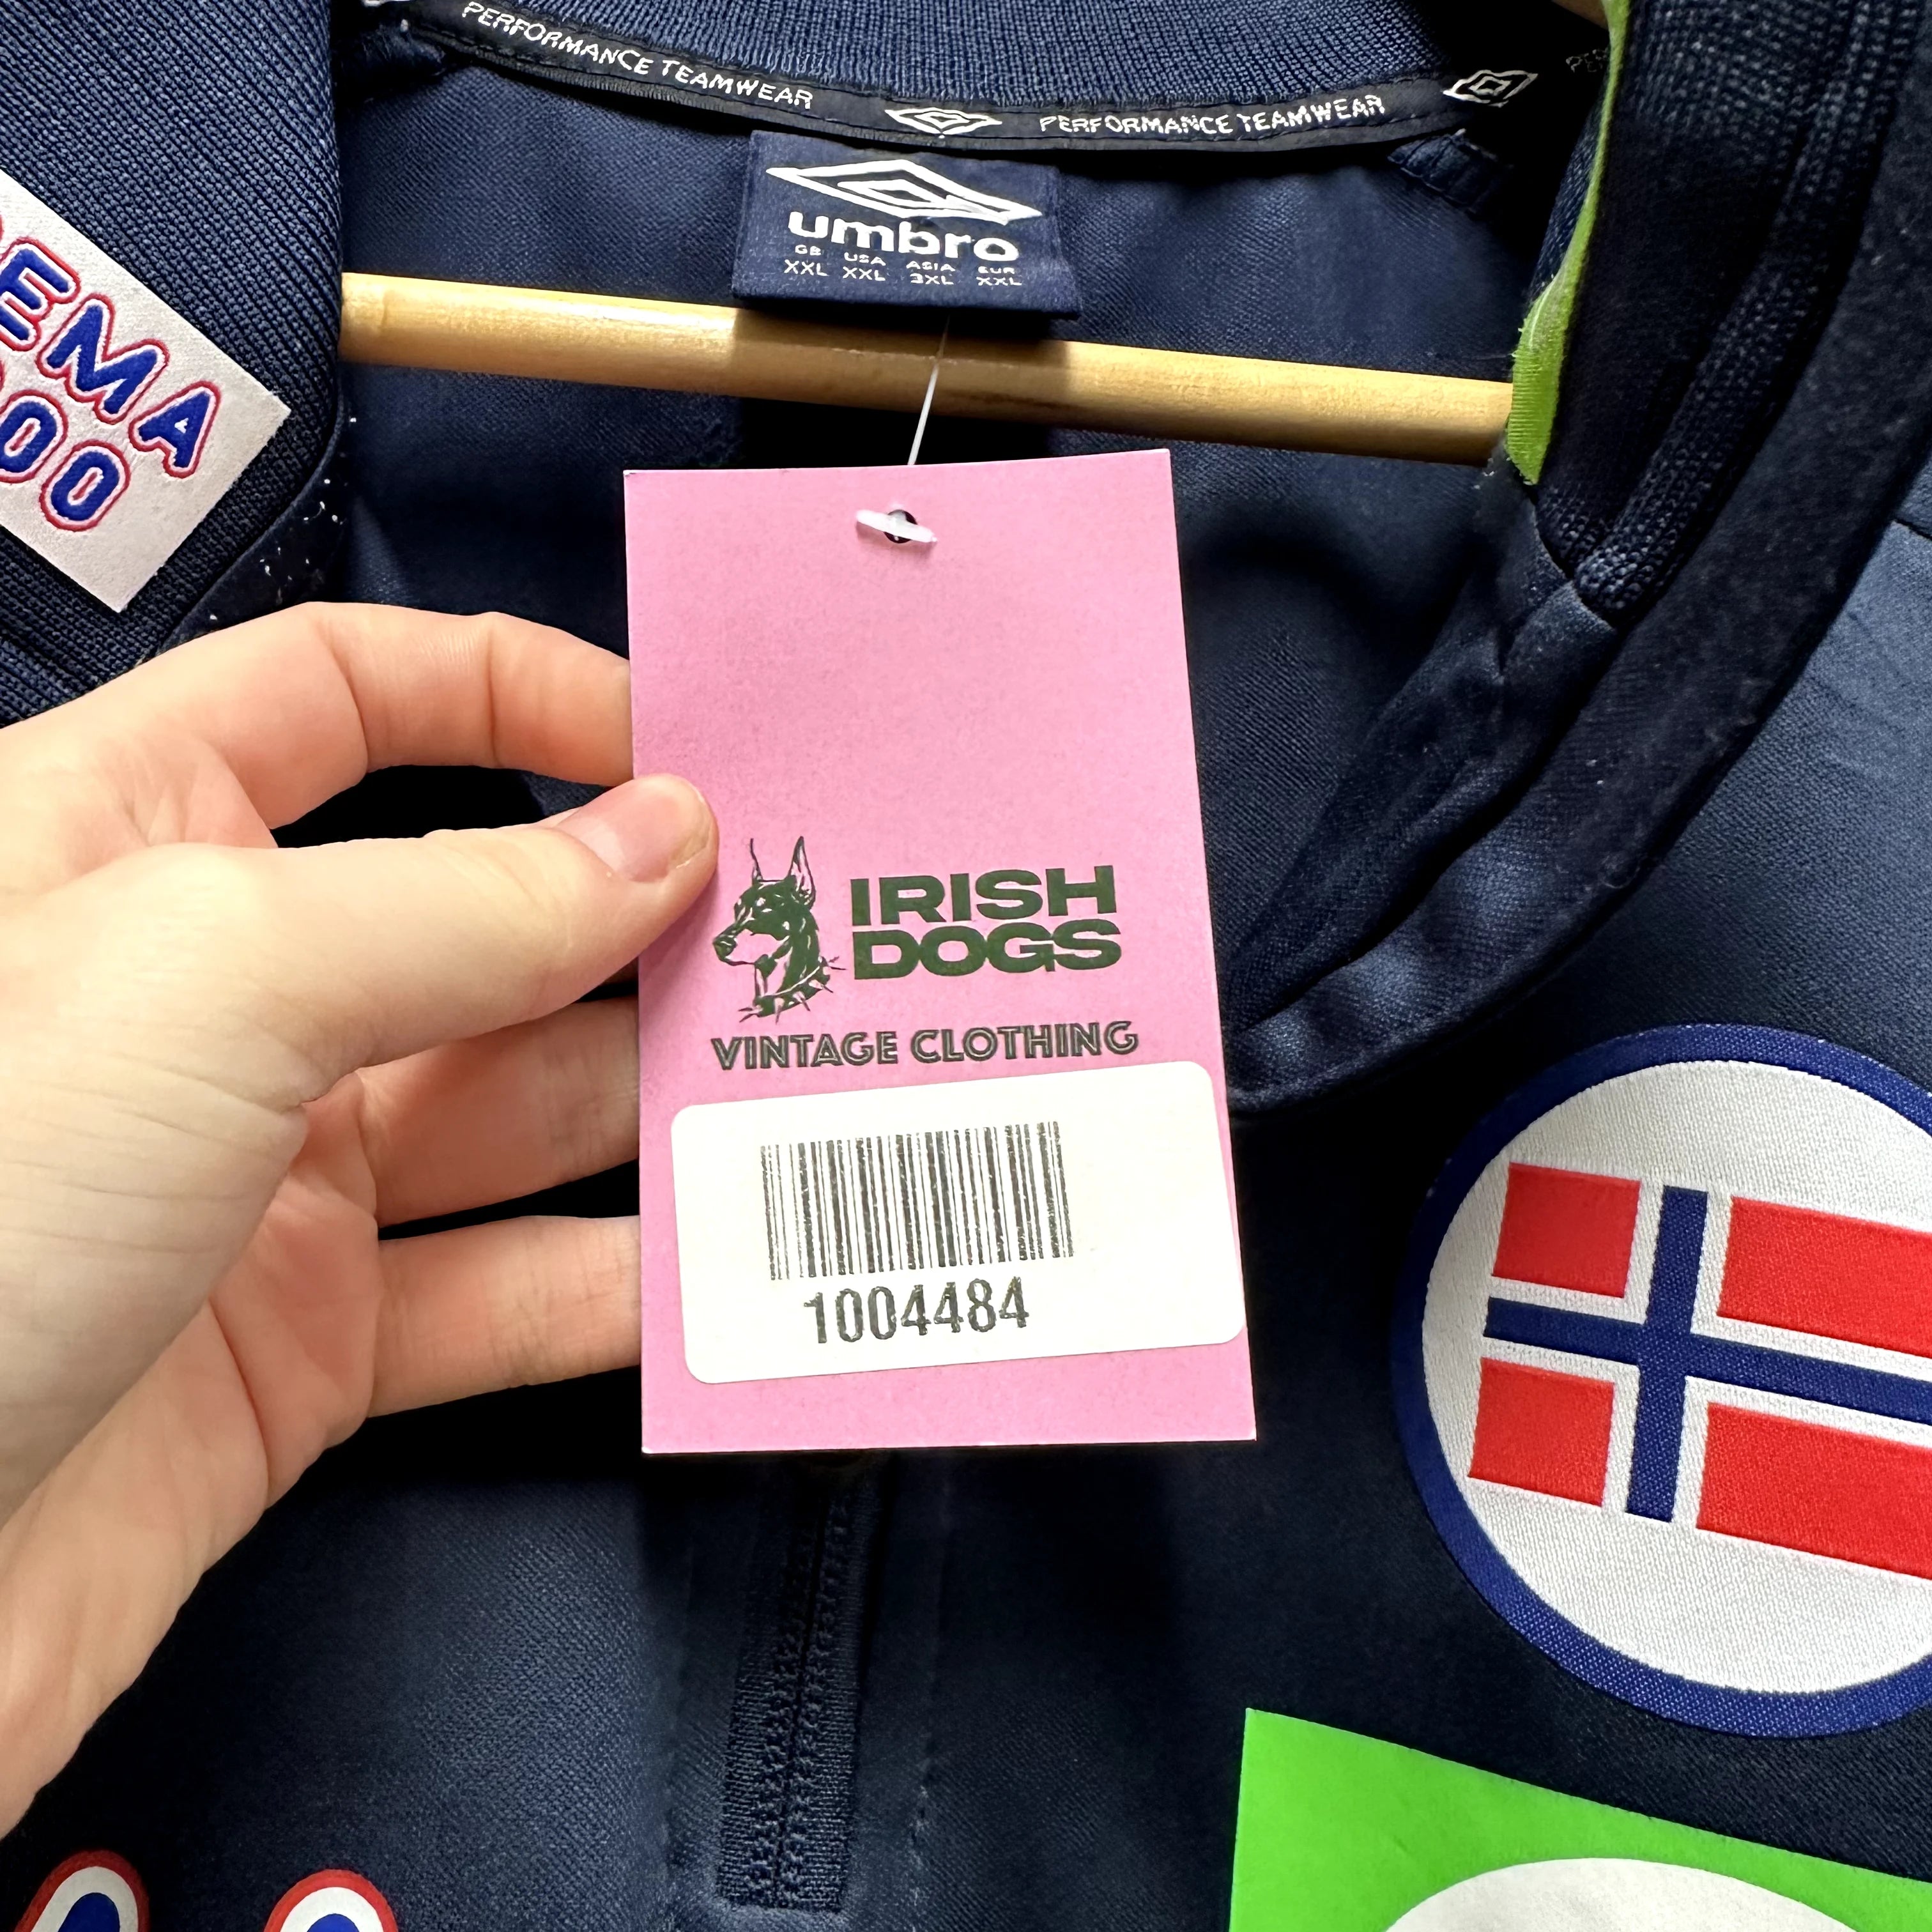 PERFORMANCE TEAMWEAR
PERFORMANCE TEAMWEAR
umbro
GB USA ASIA EUR
XXL XXL 3XL XXL
EMA
00
IRISH
DOGS
VINTAGE CLOTHING
1004484